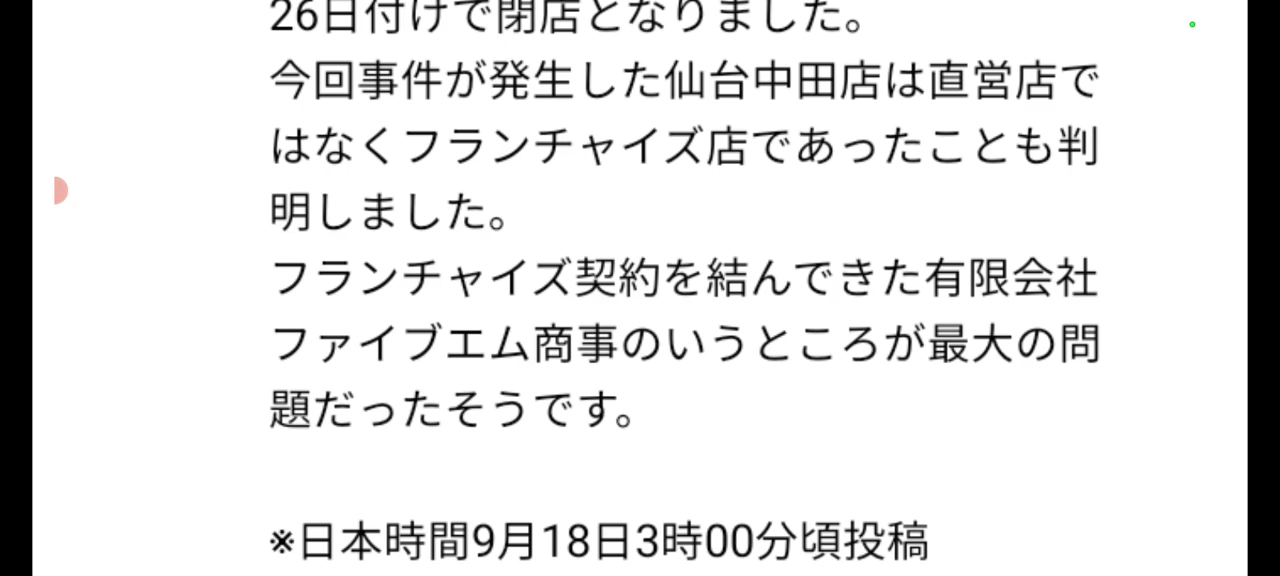 26日付けで閉店となりました。
今回事件が発生した仙台中田店は直営店で
はなくフランチャイズ店であったことも判
明しました。
フランチャイズ契約を結んできた有限会社
ファイブエム商事のいうところが最大の問
題だったそうです。
※日本時間9月18日3時00分頃投稿